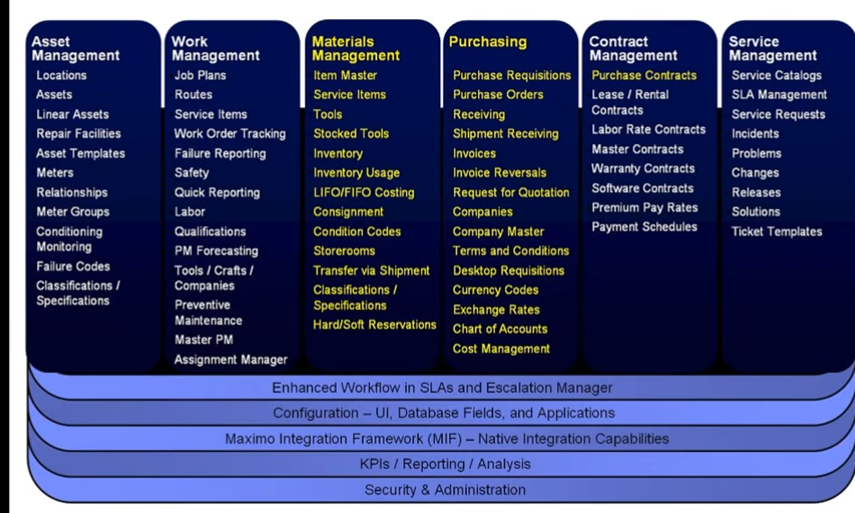 Asset
Management
Locations
Assets
Linear Assets
Repair Facilities
Asset Templates
Meters
Relationships
Meter Groups
Conditioning
Monitoring
Failure Codes
Classifications /
Specifications
Work
Management
Job Plans
Routes
Service Items
Work Order Tracking
Failure Reporting
Safety
Quick Reporting
Labor
Qualifications
PM Forecasting
Tools / Crafts /
Companies
Preventive
Maintenance
Master PM
Assignment Manager
Materials
Management
Item Master
Service Items
Tools
Stocked Tools
Inventory
Inventory Usage
LIFO/FIFO Costing
Consignment
Condition Codes
Storerooms
Transfer via Shipment
Classifications /
Specifications
Hard/Soft Reservations
Purchasing
Purchase Requisitions
Purchase Orders
Receiving
Shipment Receiving
Invoices
Invoice Reversals
Request for Quotation
Companies
Company Master
Terms and Conditions
Desktop Requisitions
Currency Codes
Exchange Rates
Chart of Accounts
Cost Management
Contract
Management
Purchase Contracts
Lease / Rental
Contracts
Labor Rate Contracts
Master Contracts
Warranty Contracts
Software Contracts
Premium Pay Rates
Payment Schedules
Service
Management
Service Catalogs
SLA Management
Service Requests
Incidents
Problems
Changes
Releases
Solutions
Ticket Templates
Enhanced Workflow in SLAs and Escalation Manager
Configuration – UI, Database Fields, and Applications
Maximo Integration Framework (MIF) – Native Integration Capabilities
KPIs / Reporting / Analysis
Security & Administration